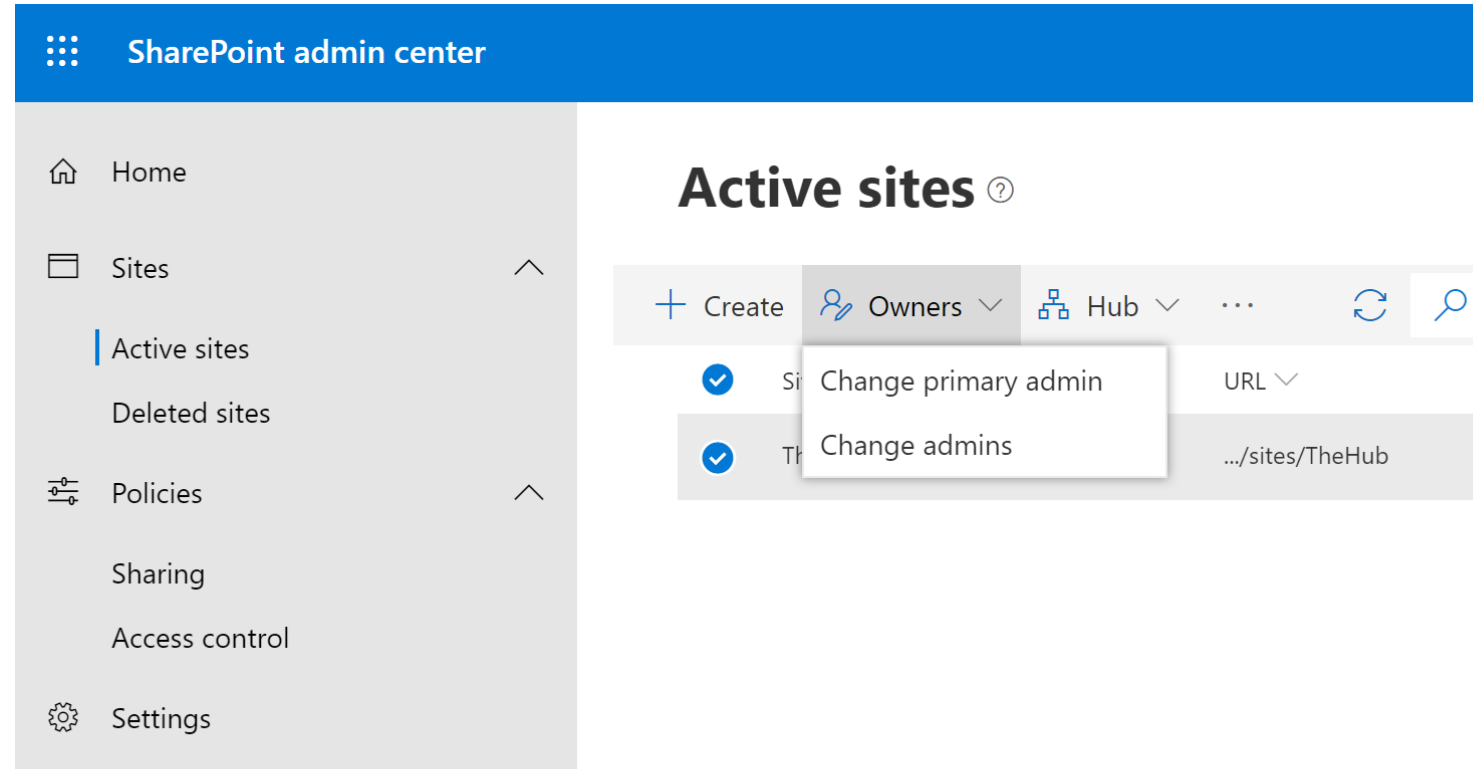 SharePoint admin center
Home
Sites
Active sites
Deleted sites
Policies
Sharing
Access control
Settings
Active sites
Create Owners Hub
Change primary admin URL
Change admins .../sites/TheHub